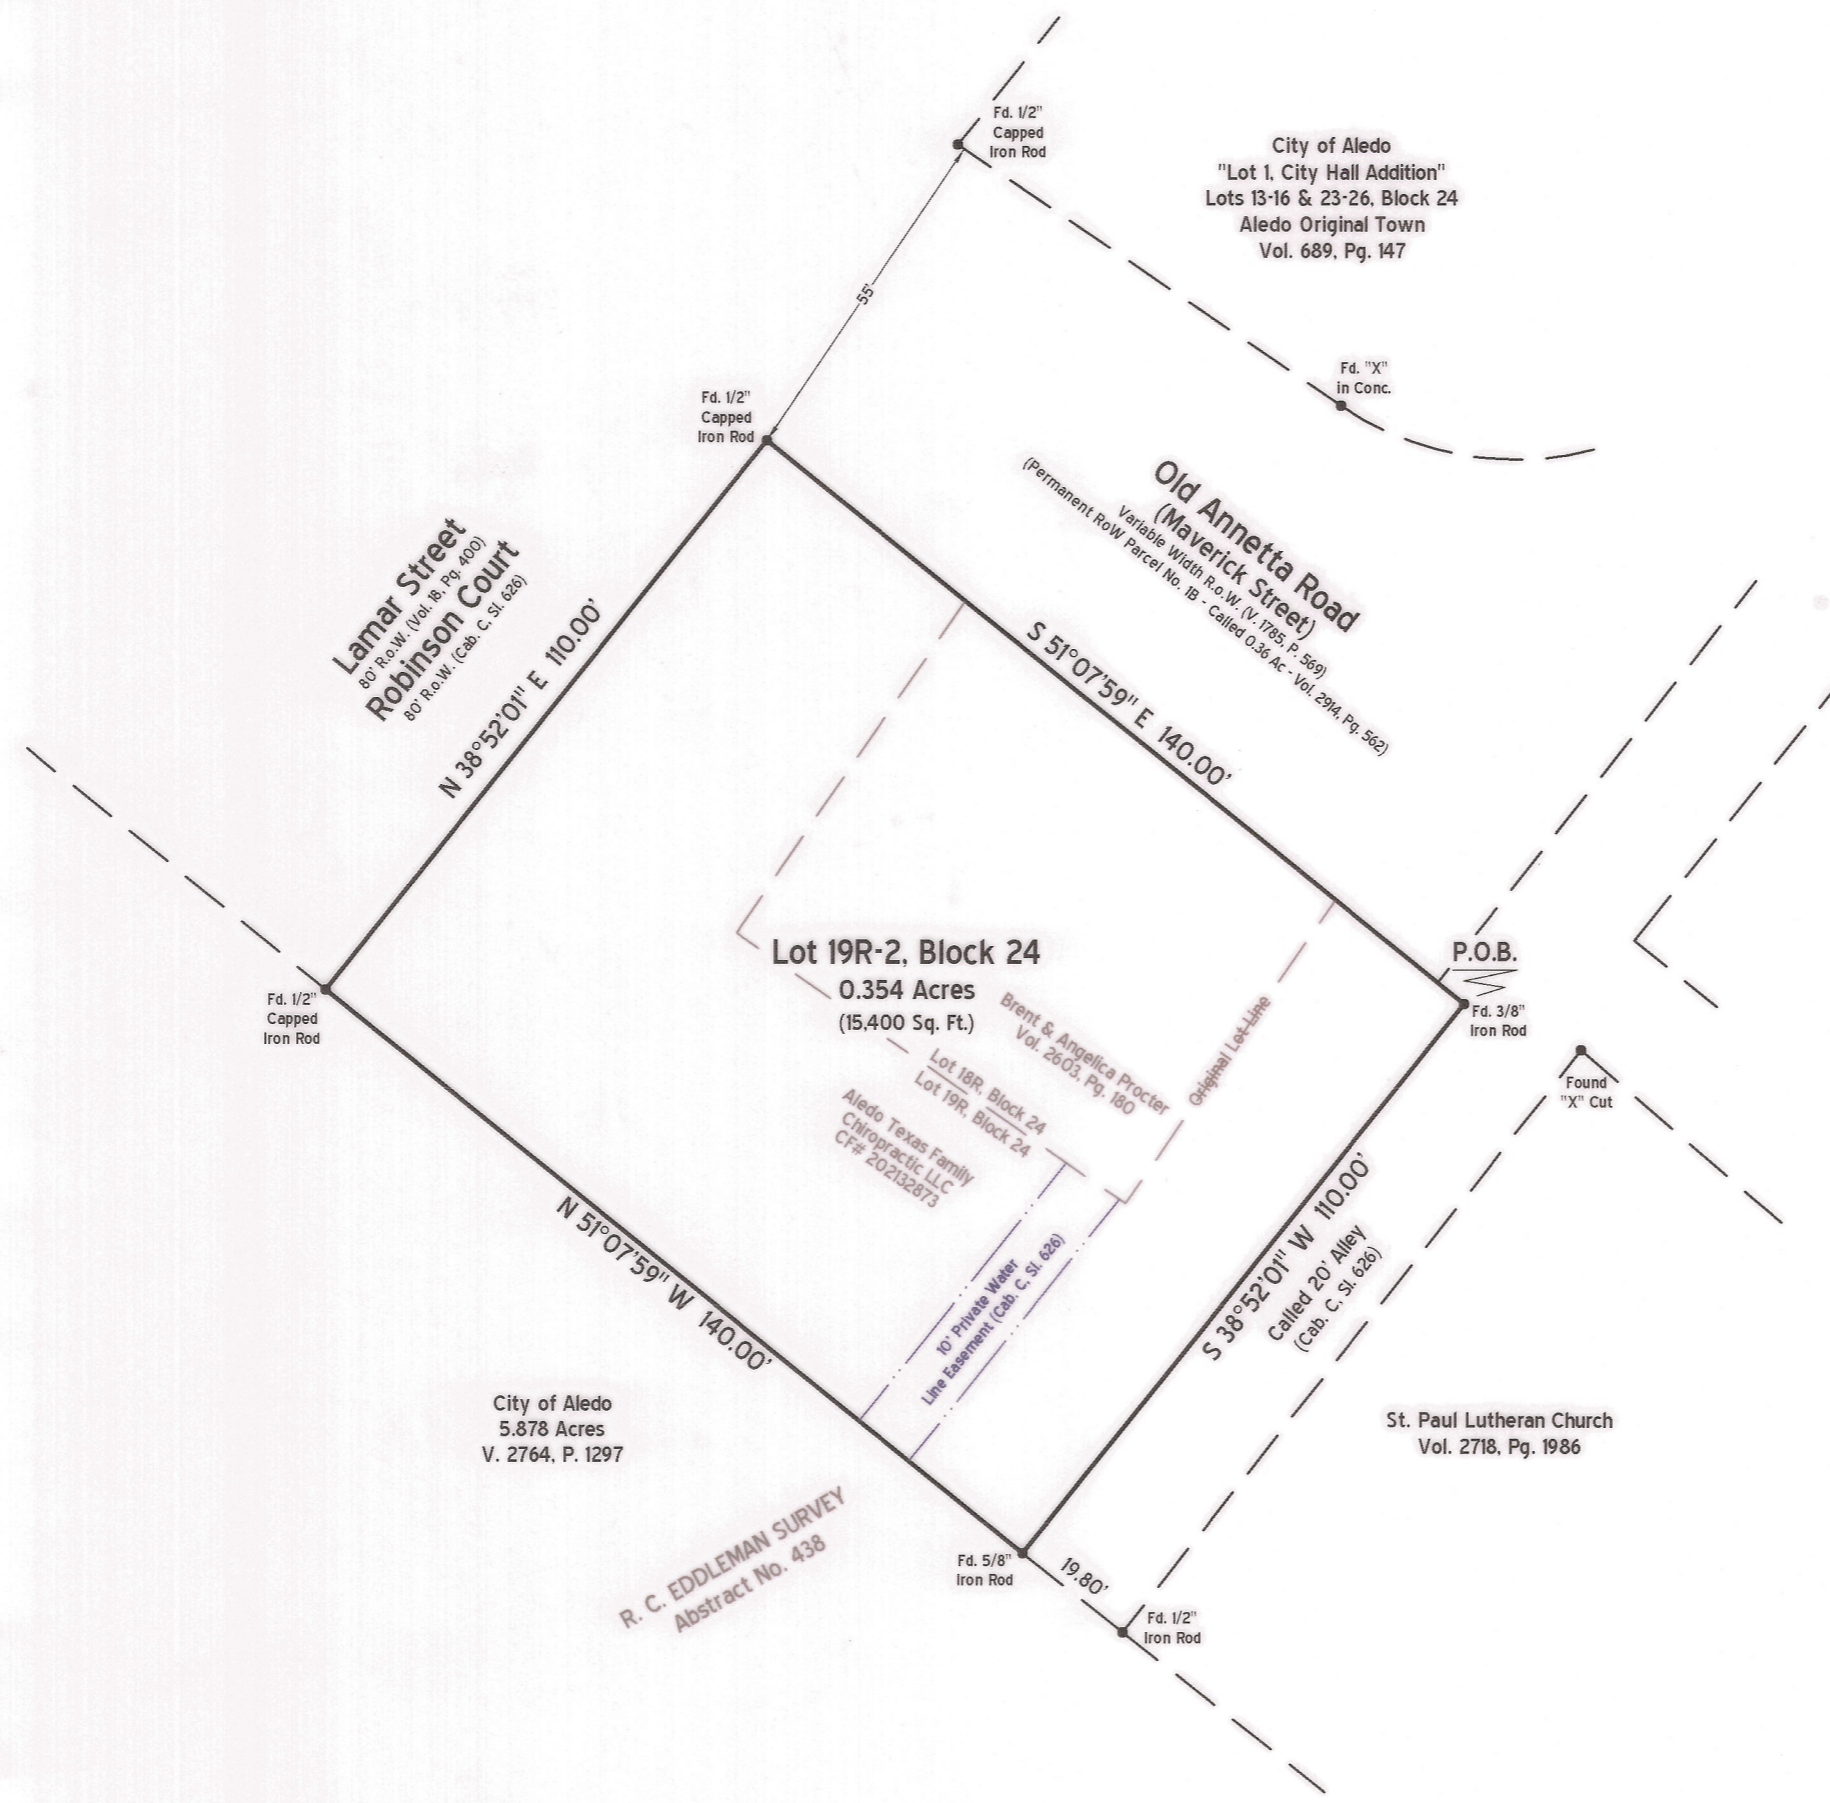 Fd. 1/2"
Capped
Iron Rod
City of Aledo
"Lot 1, City Hall Addition"
Lots 13-16 & 23-26, Block 24
Aledo Original Town
Vol. 689, Pg. 147
55'
Fd. "X"
in Conc.
Fd. 1/2"
Capped
Iron Rod
Old Annetta Road
(Maverick Street)
Variable Width R.o.W. (V. 1785, P. 569)
(Permanent RoW Parcel No. 1B - Called 0.36 Ac - Vol. 2914, Pg. 562)
Lamar Street
80' R.o.W. (Vol. 18, Pg. 400)
Robinson Court
80' R.o.W. (Cab. C, Sl. 626)
N 38°52'01" E 110.00'
S 51°07'59" E 140.00'
Lot 19R-2, Block 24
0.354 Acres
(15,400 Sq. Ft.)
P.O.B.
Fd. 3/8"
Iron Rod
Fd. 1/2"
Capped
Iron Rod
Brent & Angelica Procter
Vol. 2603, Pg. 180
Original Lot Line
Lot 18R, Block 24
Lot 19R, Block 24
Aledo Texas Family
Chiropractic LLC
CF# 202132873
Found
"X" Cut
10' Private Water
Line Easement (Cab. C, Sl. 626)
S 38°52'01" W 110.00'
Called 20' Alley
(Cab. C, Sl. 626)
N 51°07'59" W 140.00'
City of Aledo
5.878 Acres
V. 2764, P. 1297
St. Paul Lutheran Church
Vol. 2718, Pg. 1986
R. C. EDDLEMAN SURVEY
Abstract No. 438
Fd. 5/8"
Iron Rod
19.80'
Fd. 1/2"
Iron Rod